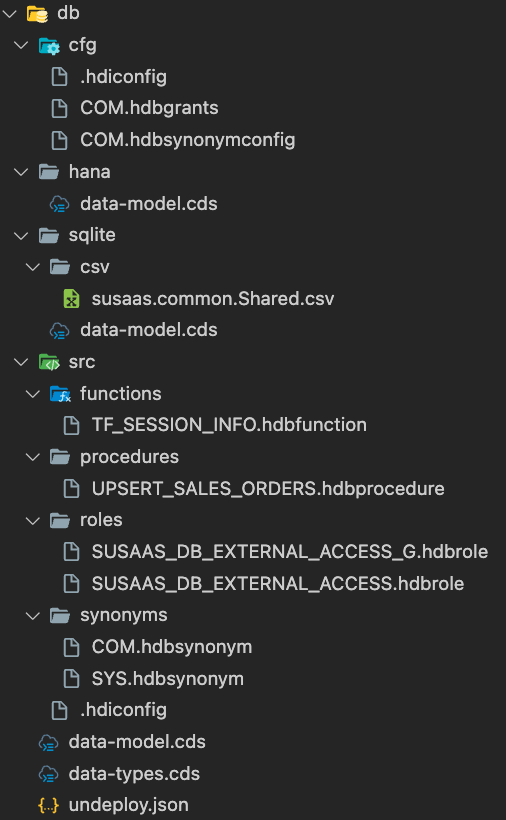 db
cfg
.hdiconfig
COM.hdbgrants
COM.hdbsynonymconfig
hana
data-model.cds
sqlite
csv
susaas.common.Shared.csv
data-model.cds
src
functions
TF_SESSION_INFO.hdbfunction
procedures
UPSERT_SALES_ORDERS.hdbprocedure
roles
SUSAAS_DB_EXTERNAL_ACCESS_G.hdbrole
SUSAAS_DB_EXTERNAL_ACCESS.hdbrole
synonyms
COM.hdbsynonym
SYS.hdbsynonym
.hdiconfig
data-model.cds
data-types.cds
undeploy.json